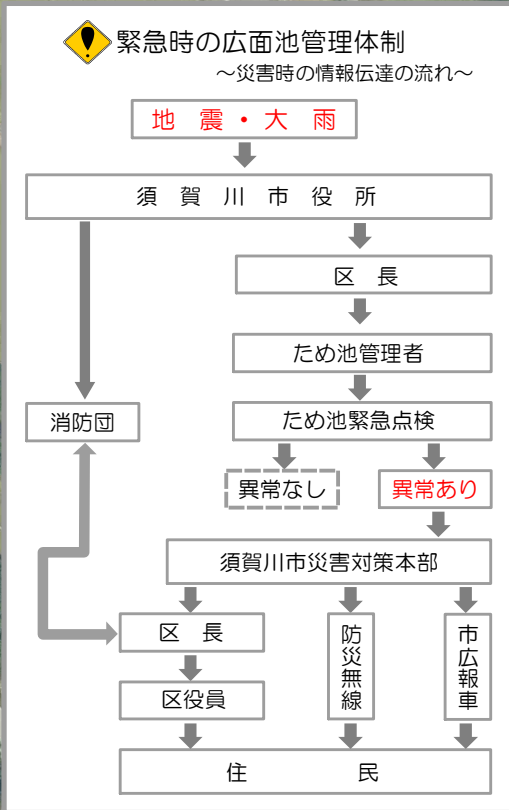 緊急時の広面池管理体制
～災害時の情報伝達の流れ～
地 震・大 雨
須 賀 川 市 役 所
区 長
ため池管理者
消防団
ため池緊急点検
異常なし
異常あり
須賀川市災害対策本部
区 長
防災無線
市広報車
区役員
住 民